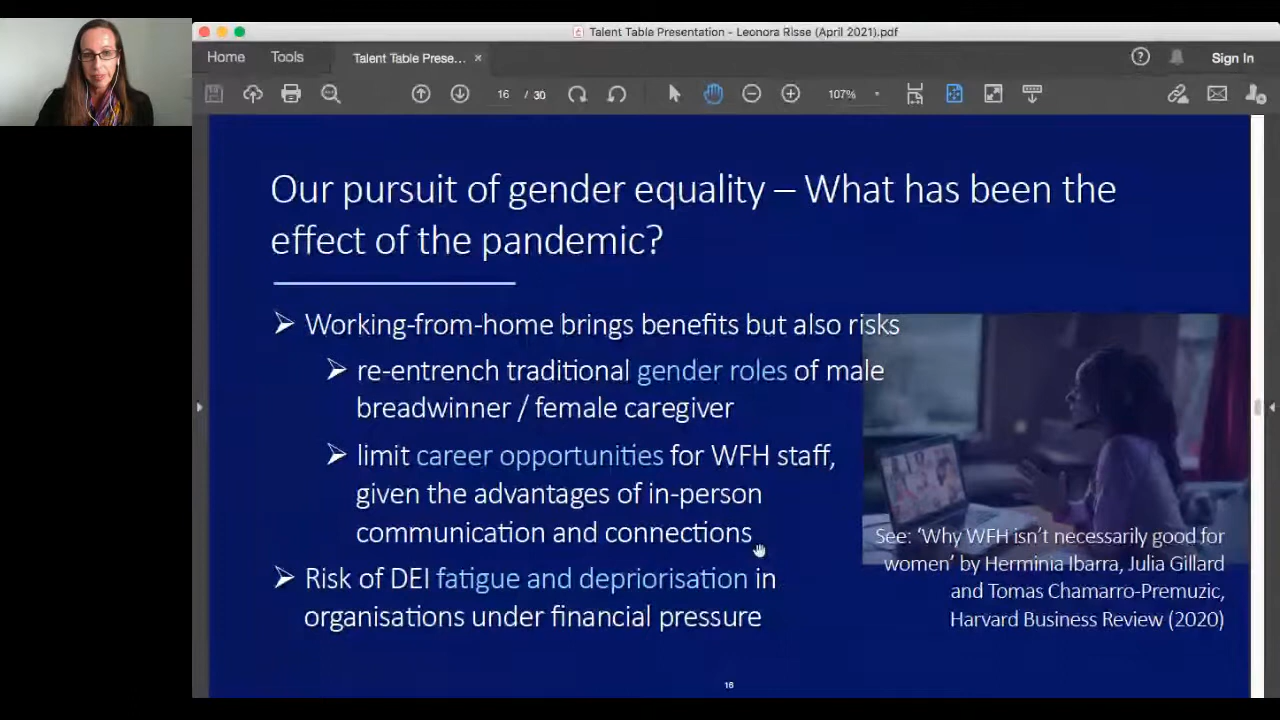 Talent Table Presentation - Leonora Risse (April 2021).pdf
Home Tools Talent Table Prese... × Sign In
16 / 30 107%
Our pursuit of gender equality – What has been the
effect of the pandemic?
➢ Working-from-home brings benefits but also risks
➢ re-entrench traditional gender roles of male
breadwinner / female caregiver
➢ limit career opportunities for WFH staff,
given the advantages of in-person
communication and connections
➢ Risk of DEI fatigue and depriorisation in
organisations under financial pressure
See: ‘Why WFH isn’t necessarily good for
women’ by Herminia Ibarra, Julia Gillard
and Tomas Chamarro-Premuzic,
Harvard Business Review (2020)
16